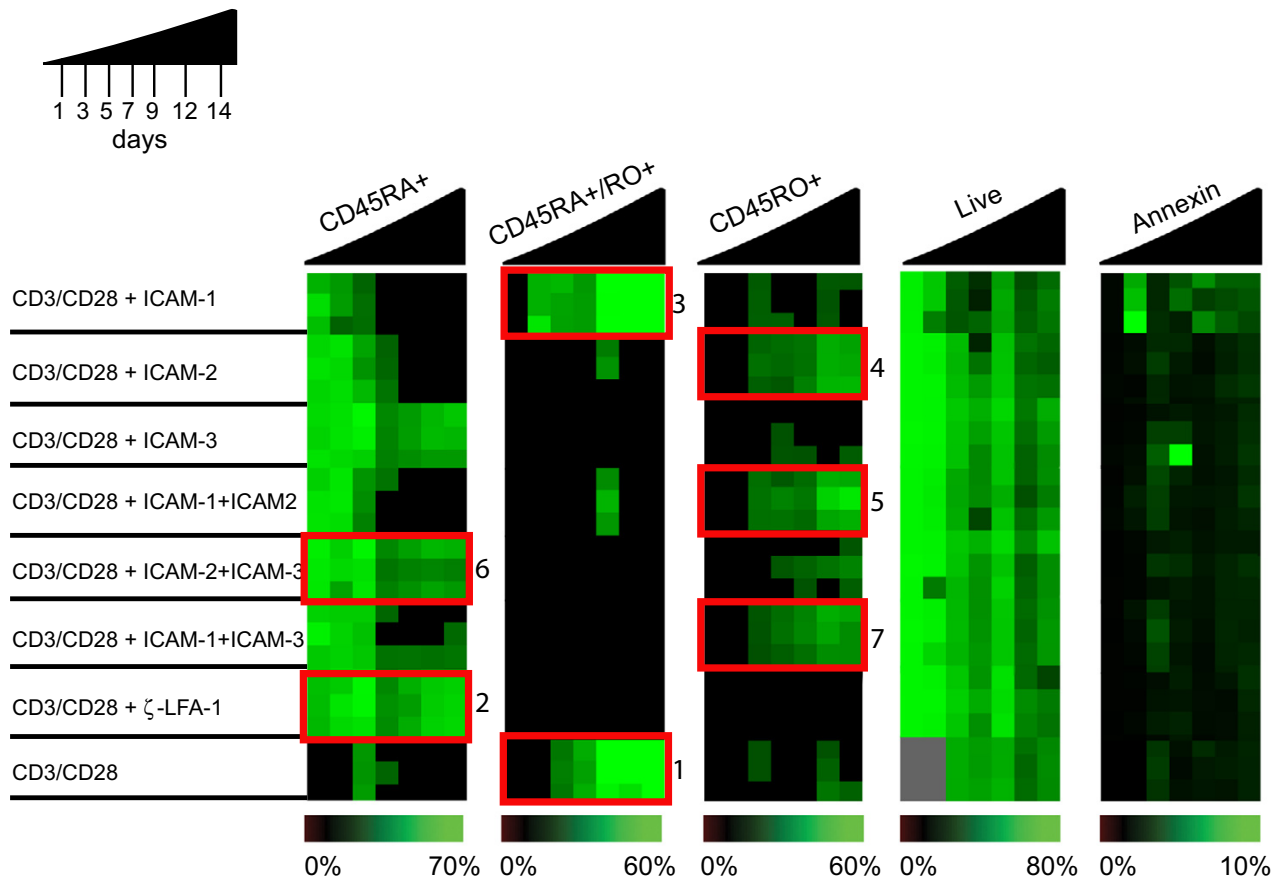 1 3 5 7 9 12 14
days
CD45RA+ CD45RA+/RO+ CD45RO+ Live Annexin
CD3/CD28 + ICAM-1
3
CD3/CD28 + ICAM-2
4
CD3/CD28 + ICAM-3
CD3/CD28 + ICAM-1+ICAM2
5
CD3/CD28 + ICAM-2+ICAM-3
6
CD3/CD28 + ICAM-1+ICAM-3
7
CD3/CD28 + ζ-LFA-1
2
CD3/CD28
1
0% 70% 0% 60% 0% 60% 0% 80% 0% 10%